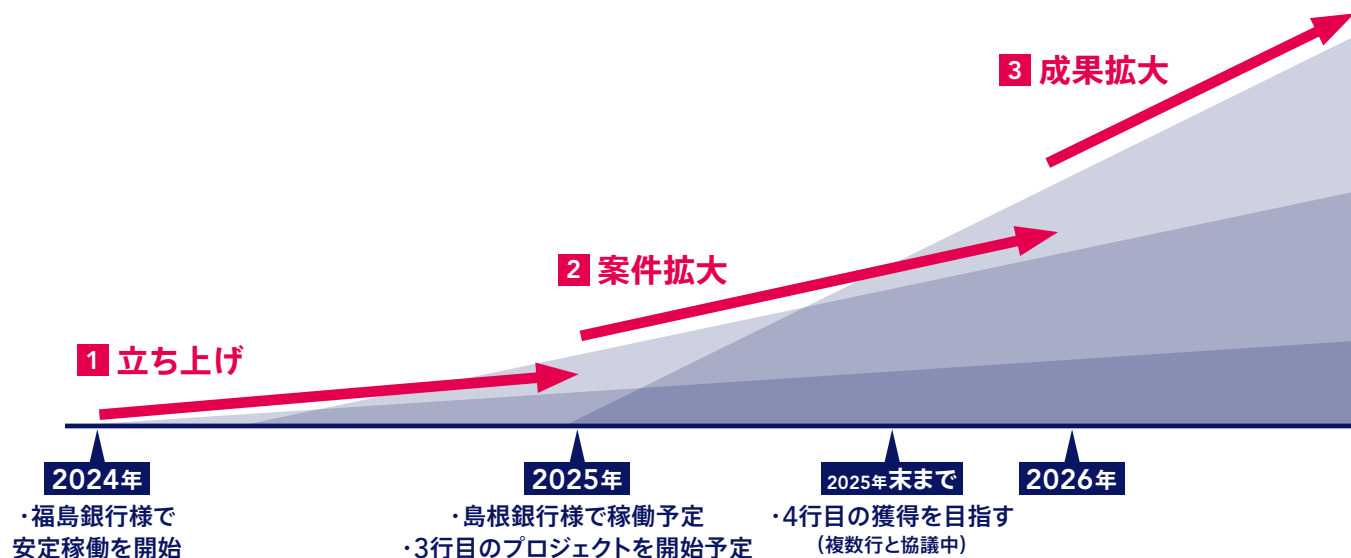 3 成果拡大
2 案件拡大
1 立ち上げ
2024年
・福島銀行様で
安定稼働を開始
2025年
・島根銀行様で稼働予定
・3行目のプロジェクトを開始予定
2025年末まで
・4行目の獲得を目指す
(複数行と協議中)
2026年